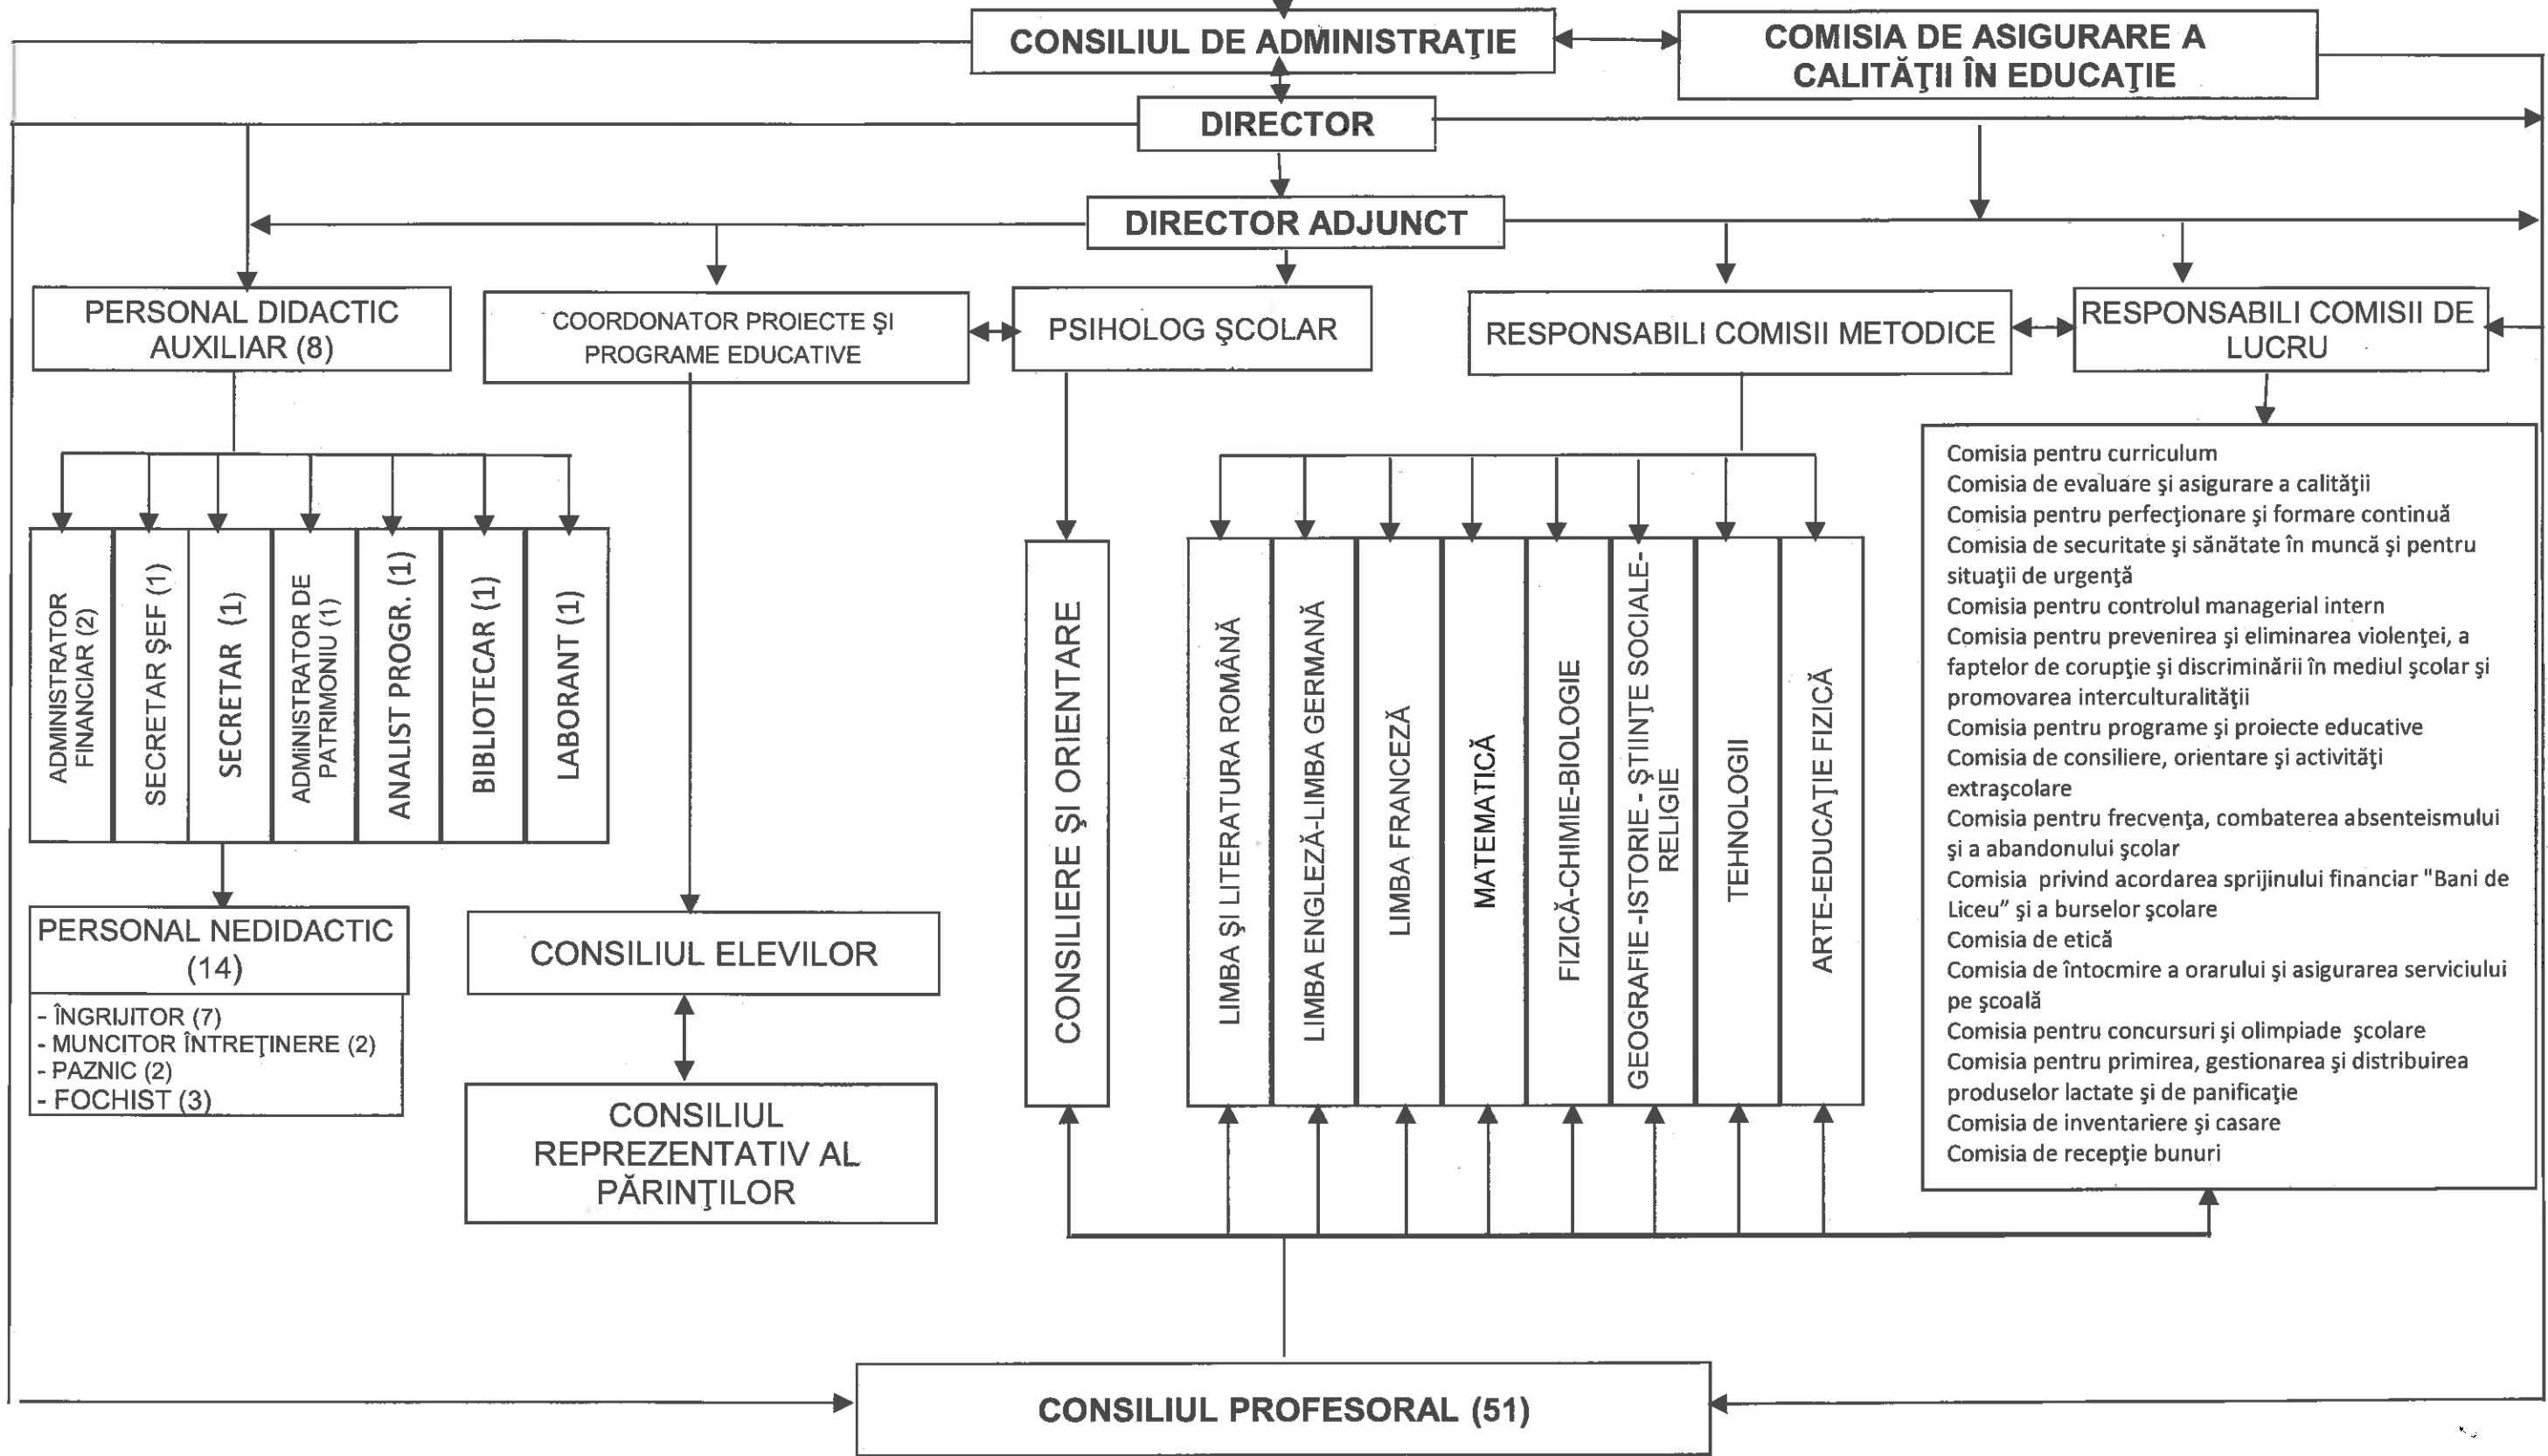 CONSILIUL DE ADMINISTRAŢIE
COMISIA DE ASIGURARE A
CALITĂŢII ÎN EDUCAŢIE
DIRECTOR
DIRECTOR ADJUNCT
PERSONAL DIDACTIC
AUXILIAR (8)
COORDONATOR PROIECTE ŞI
PROGRAME EDUCATIVE
PSIHOLOG ŞCOLAR
RESPONSABILI COMISII METODICE
RESPONSABILI COMISII DE
LUCRU
ADMINISTRATOR
FINANCIAR (2)
SECRETAR ŞEF (1)
SECRETAR (1)
ADMiNISTRATOR DE
PATRIMONIU (1)
ANALIST PROGR. (1)
BIBLIOTECAR (1)
LABORANT (1)
PERSONAL NEDIDACTIC
(14)
- ÎNGRIJITOR (7)
- MUNCITOR ÎNTREŢINERE (2)
- PAZNIC (2)
- FOCHIST (3)
CONSILIUL ELEVILOR
CONSILIUL
REPREZENTATIV AL
PĂRINŢILOR
CONSILIERE ŞI ORIENTARE
LIMBA ŞI LITERATURA ROMÂNĂ
LIMBA ENGLEZĂ-LIMBA GERMANĂ
LIMBA FRANCEZĂ
MATEMATICĂ
FIZICĂ-CHIMIE-BIOLOGIE
GEOGRAFIE -ISTORIE - ŞTIINŢE SOCIALE-
RELIGIE
TEHNOLOGII
ARTE-EDUCAŢIE FIZICĂ
Comisia pentru curriculum
Comisia de evaluare şi asigurare a calităţii
Comisia pentru perfecţionare şi formare continuă
Comisia de securitate şi sănătate în muncă şi pentru
situaţii de urgenţă
Comisia pentru controlul managerial intern
Comisia pentru prevenirea şi eliminarea violenţei, a
faptelor de corupţie şi discriminării în mediul şcolar şi
promovarea interculturalităţii
Comisia pentru programe şi proiecte educative
Comisia de consiliere, orientare şi activităţi
extraşcolare
Comisia pentru frecvenţa, combaterea absenteismului
şi a abandonului şcolar
Comisia privind acordarea sprijinului financiar "Bani de
Liceu” şi a burselor şcolare
Comisia de etică
Comisia de întocmire a orarului şi asigurarea serviciului
pe şcoală
Comisia pentru concursuri şi olimpiade şcolare
Comisia pentru primirea, gestionarea şi distribuirea
produselor lactate şi de panificaţie
Comisia de inventariere şi casare
Comisia de recepţie bunuri
CONSILIUL PROFESORAL (51)